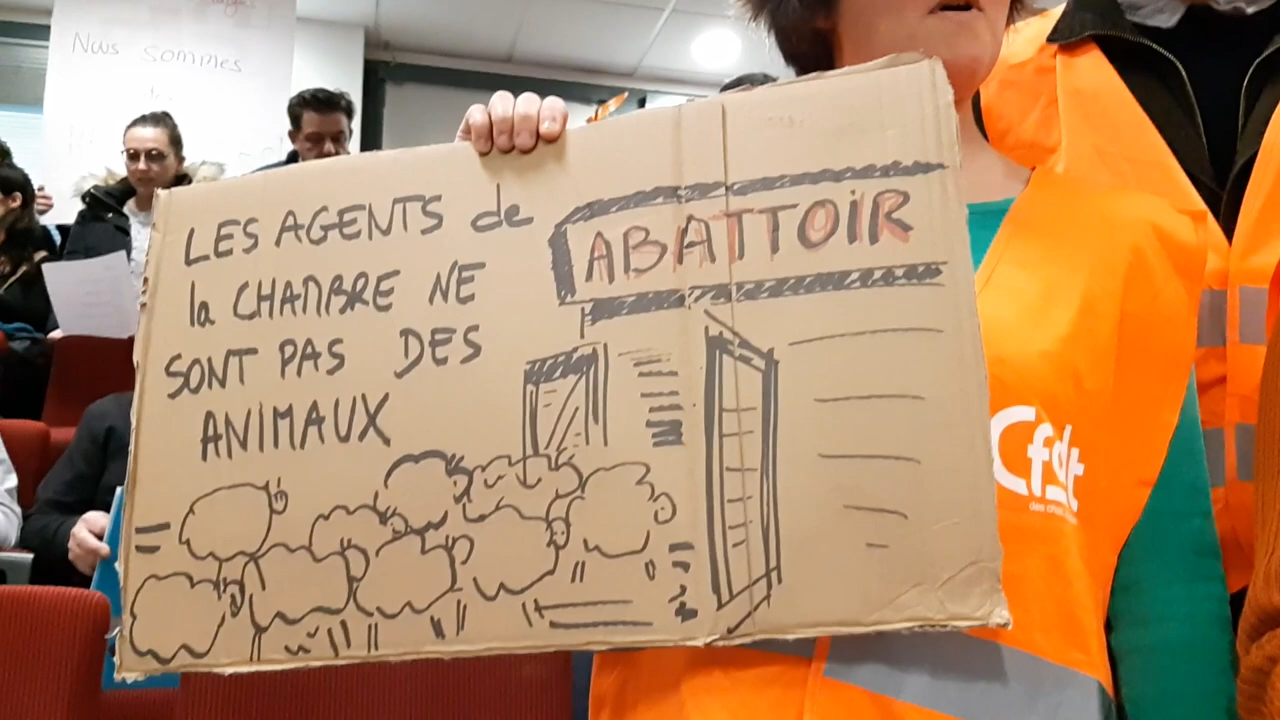 Nous sommes
LES AGENTS de
la CHAMBRE NE
SONT PAS DES
ANIMAUX
ABATTOIR
Cfdt